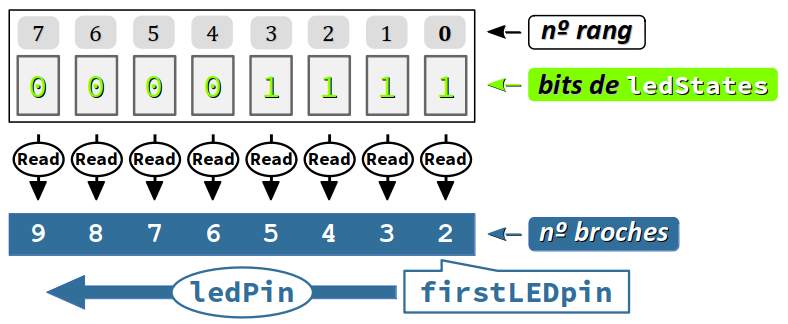 7 6 5 4 3 2 1 0 nº rang
0 0 0 0 1 1 1 1 bits de ledStates
Read Read Read Read Read Read Read Read
9 8 7 6 5 4 3 2 nº broches
ledPin firstLEDpin